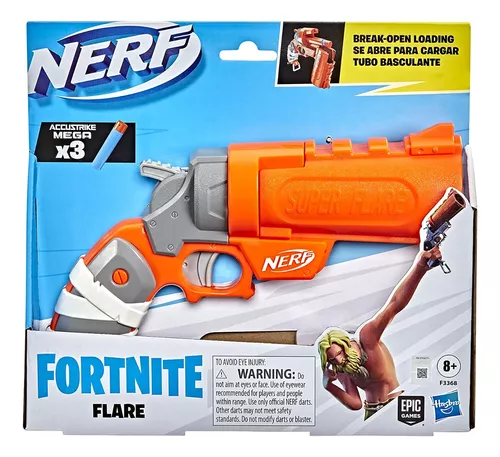 NERF
BREAK-OPEN LOADING
SE ABRE PARA CARGAR
TUBO BASCULANTE
ACCUSTRIKE
MEGA
x3
SUPER FLARE
NERF
FORTNITE
FLARE
TO AVOID EYE INJURY:
⚠ WARNING: Do
not aim at eyes or face. Use of eyewear
recommended for players and people
within range. Use only official NERF darts.
Other darts may not meet safety
standards. Do not modify darts or blaster.
EPIC
GAMES
8+
F3368
Hasbro